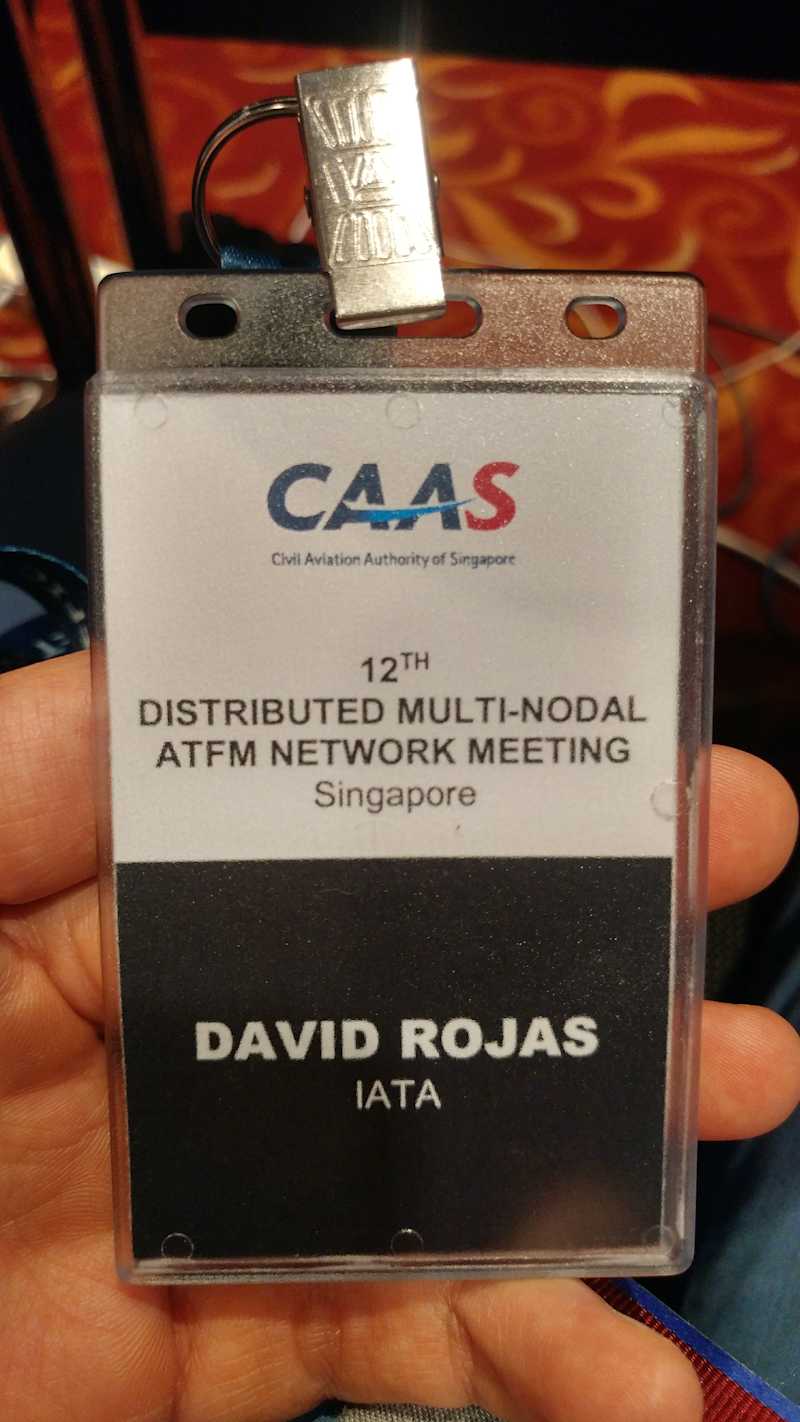 CAAS
Civil Aviation Authority of Singapore
12TH
DISTRIBUTED MULTI-NODAL
ATFM NETWORK MEETING
Singapore
DAVID ROJAS
IATA